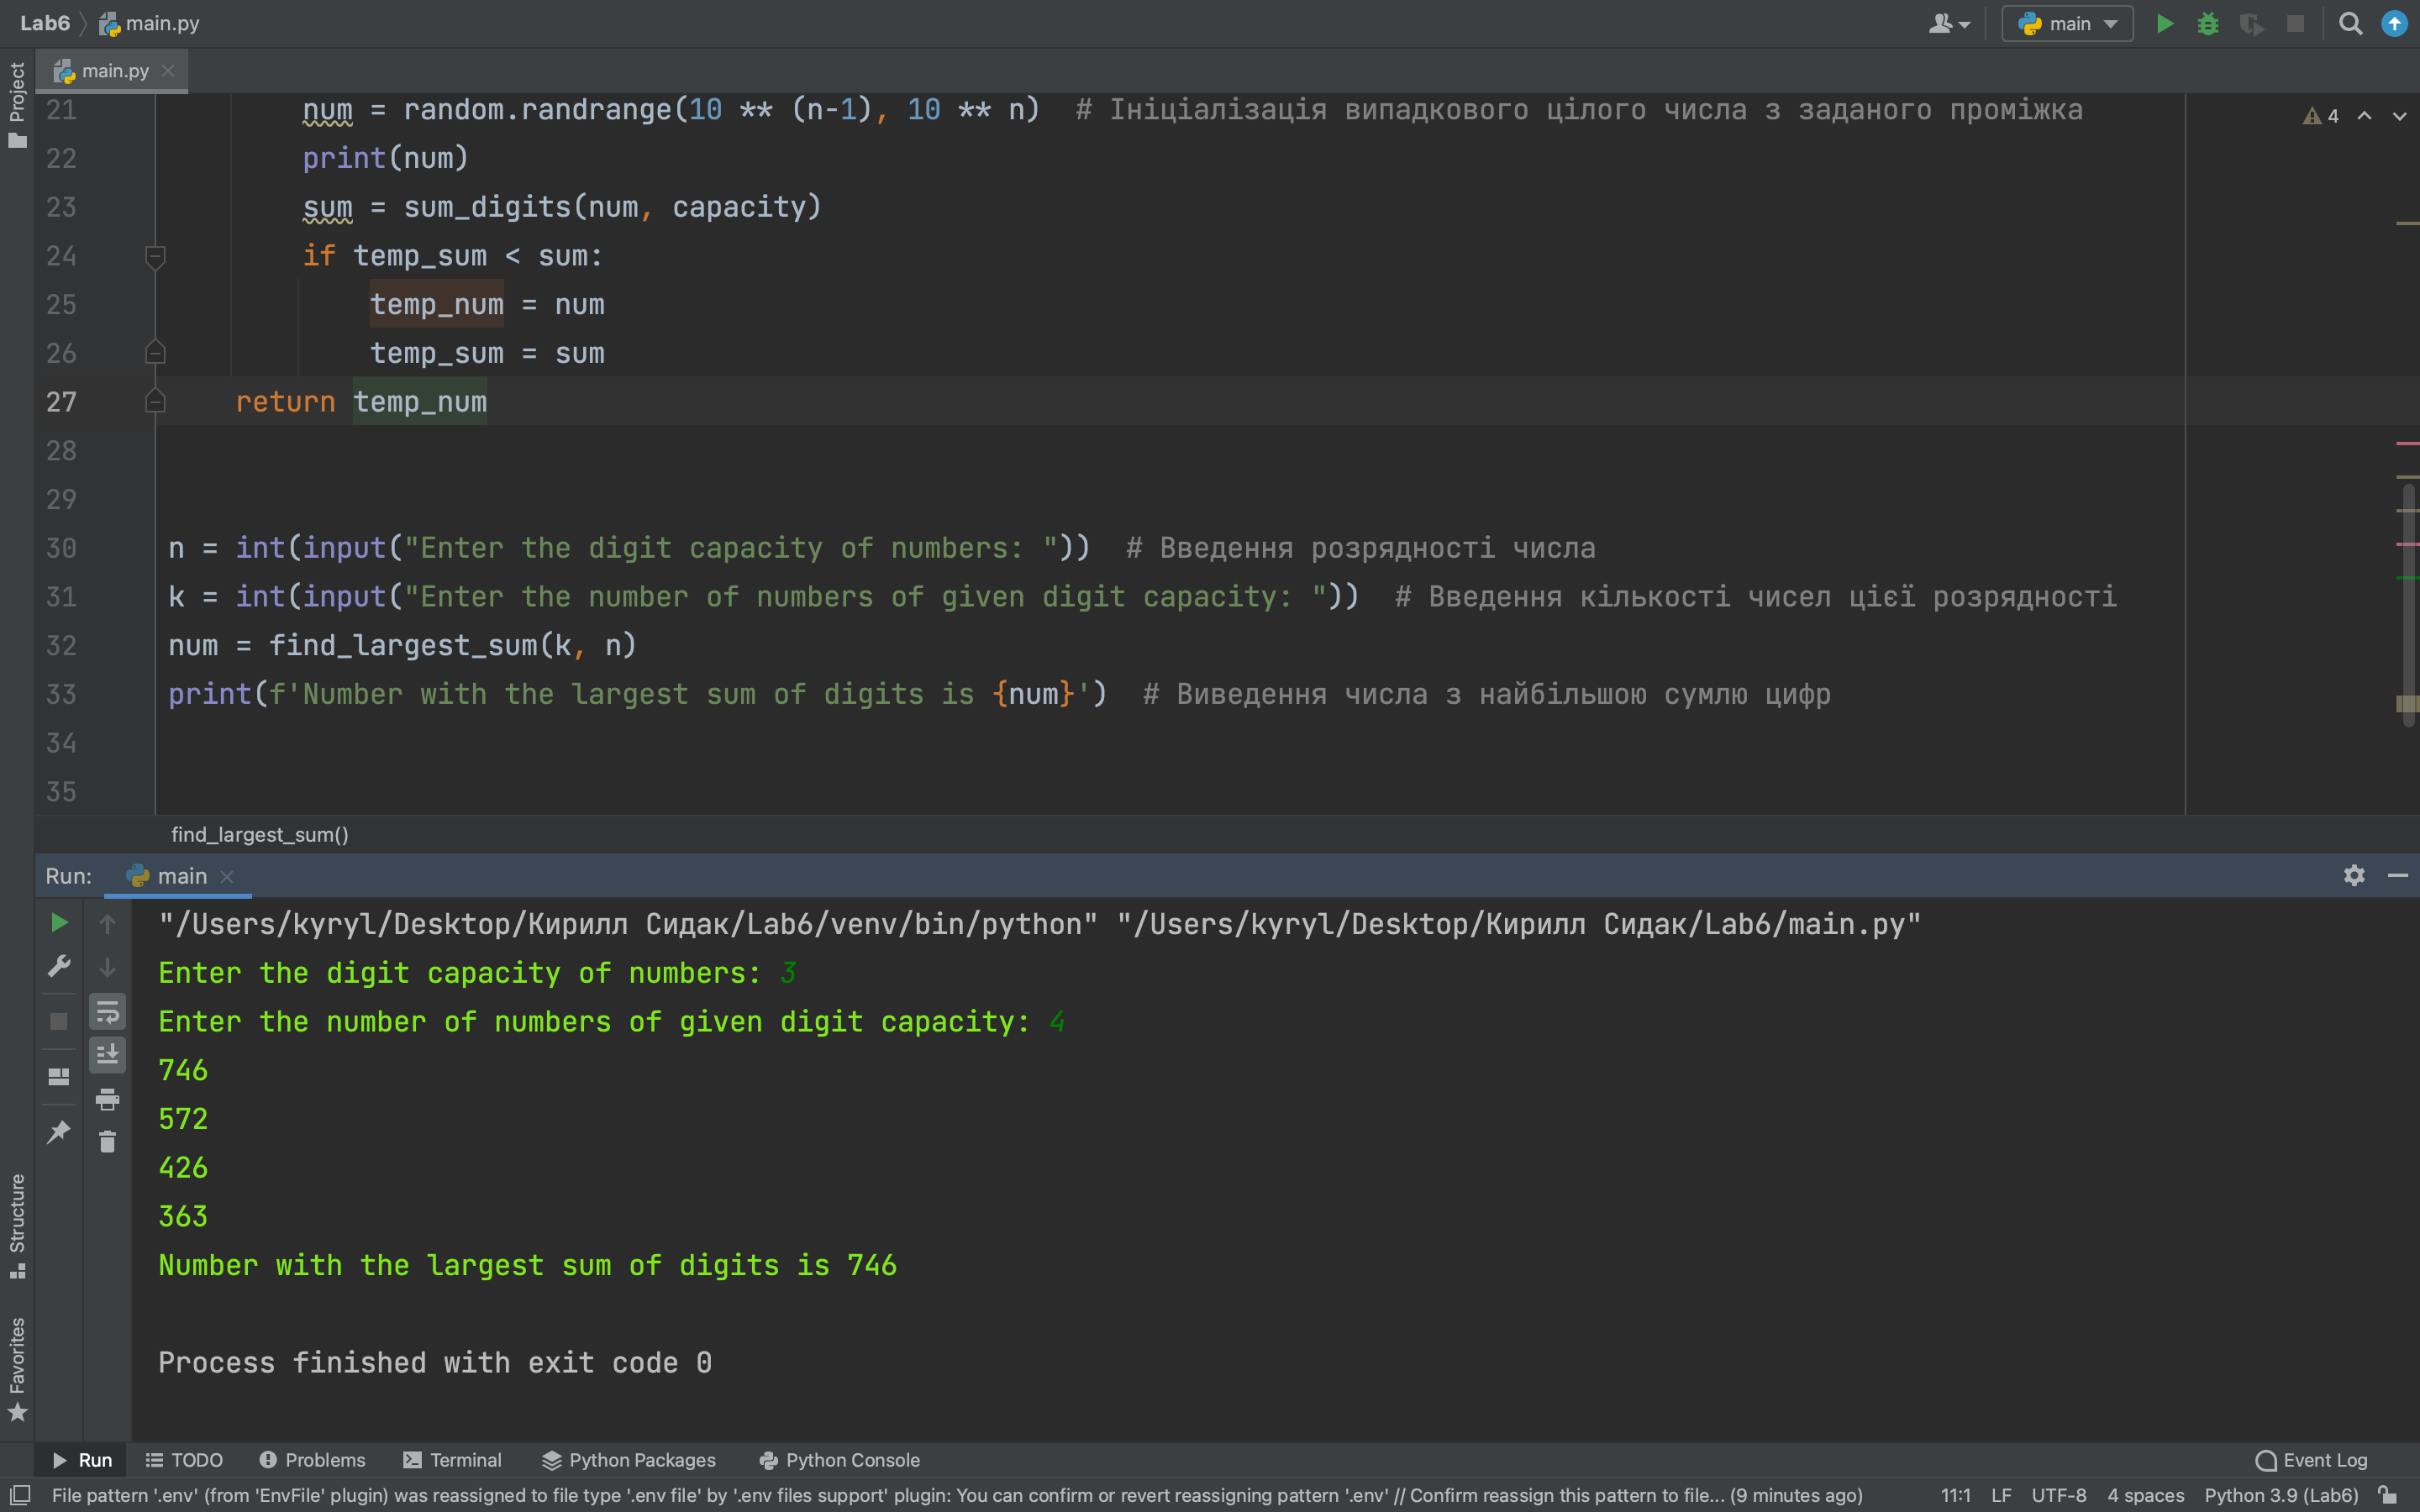 Lab6 main.py
main
main.py
Project
21 num = random.randrange(10 ** (n-1), 10 ** n)  # Ініціалізація випадкового цілого числа з заданого проміжка
4
22 print(num)
23 sum = sum_digits(num, capacity)
24 if temp_sum < sum:
25 temp_num = num
26 temp_sum = sum
27 return temp_num
28
29
30 n = int(input("Enter the digit capacity of numbers: "))  # Введення розрядності числа
31 k = int(input("Enter the number of numbers of given digit capacity: "))  # Введення кількості чисел цієї розрядності
32 num = find_largest_sum(k, n)
33 print(f'Number with the largest sum of digits is {num}')  # Виведення числа з найбільшою сумлю цифр
34
35
find_largest_sum()
Run: main
"/Users/kyryl/Desktop/Кирилл Сидак/Lab6/venv/bin/python" "/Users/kyryl/Desktop/Кирилл Сидак/Lab6/main.py"
Enter the digit capacity of numbers: 3
Enter the number of numbers of given digit capacity: 4
746
572
426
363
Number with the largest sum of digits is 746
Process finished with exit code 0
Structure
Favorites
Run TODO Problems Terminal Python Packages Python Console Event Log
File pattern '.env' (from 'EnvFile' plugin) was reassigned to file type '.env file' by '.env files support' plugin: You can confirm or revert reassigning pattern '.env' // Confirm reassign this pattern to file... (9 minutes ago) 11:1 LF UTF-8 4 spaces Python 3.9 (Lab6)